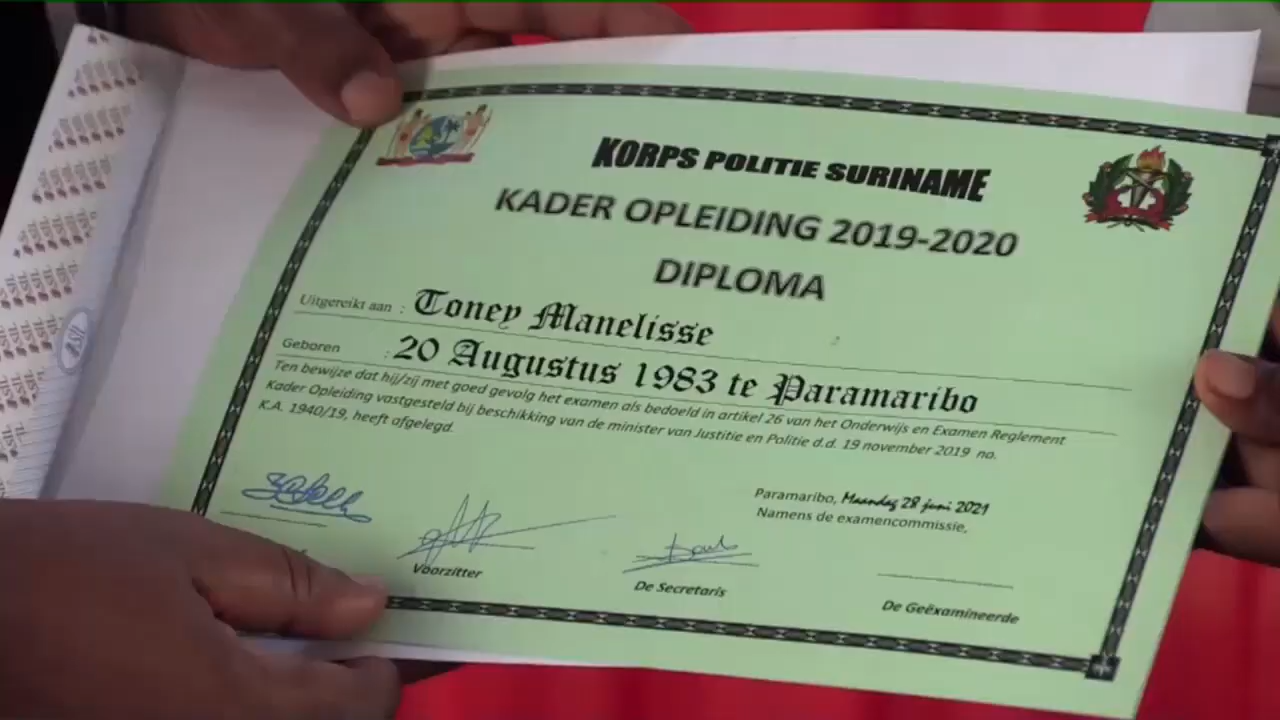 KORPS POLITIE SURINAME
KADER OPLEIDING 2019-2020
DIPLOMA
Uitgereikt aan : Toney Manelisse
Geboren : 20 Augustus 1983 te Paramaribo
Ten bewijze dat hij/zij met goed gevolg het examen als bedoeld in artikel 26 van het Onderwijs en Examen Reglement
Kader Opleiding vastgesteld bij beschikking van de minister van Justitie en Politie d.d. 19 november 2019 no.
K.A. 1940/19, heeft afgelegd.
Paramaribo, Maandag 28 juni 2021
Namens de examencommissie,
Voorzitter
De Secretaris
De Geëxamineerde